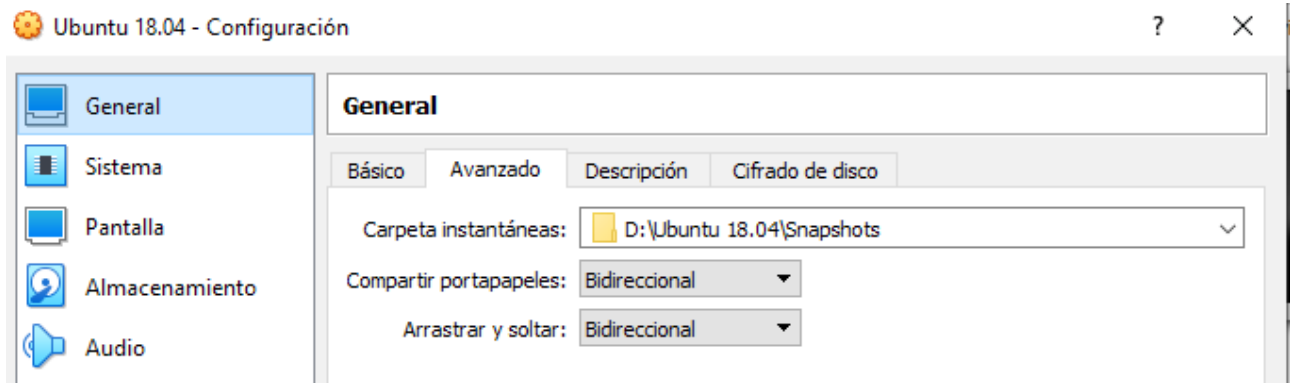 Ubuntu 18.04 - Configuración ?
General
Sistema
Pantalla
Almacenamiento
Audio
General
Básico Avanzado Descripción Cifrado de disco
Carpeta instantáneas: D:\Ubuntu 18.04\Snapshots
Compartir portapapeles: Bidireccional
Arrastrar y soltar: Bidireccional